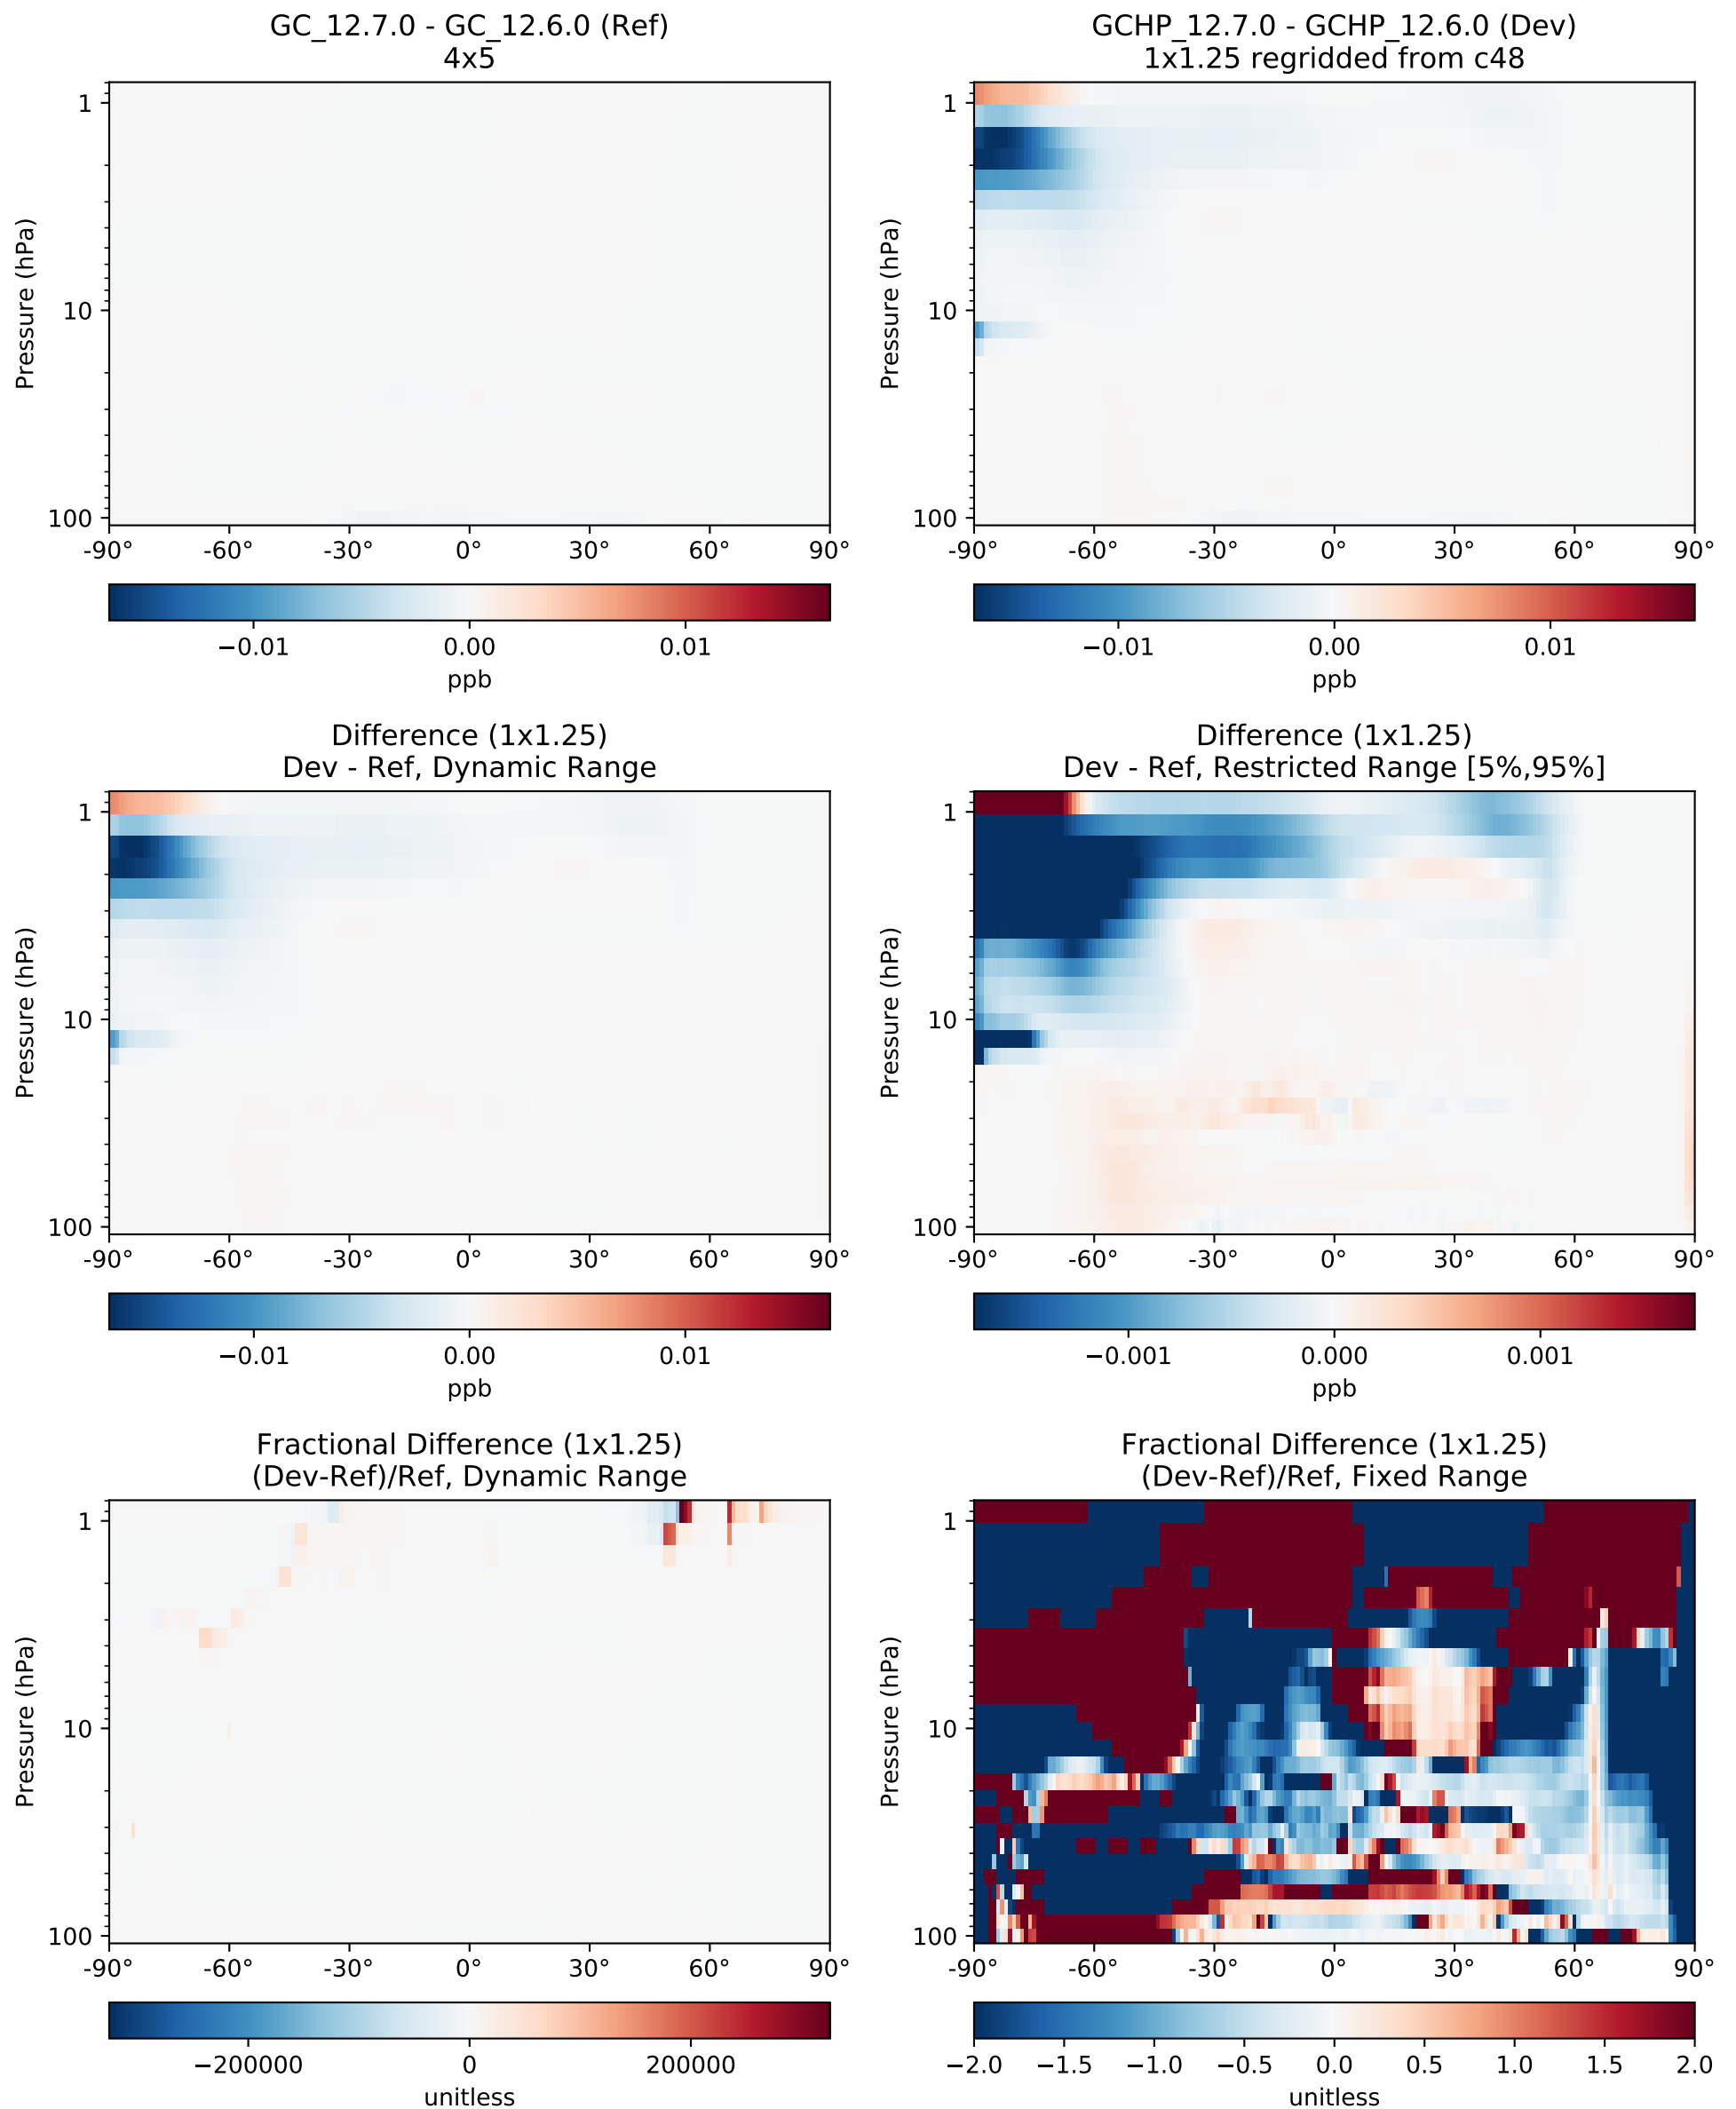 GC_12.7.0 - GC_12.6.0 (Ref)
4x5
1
10
100
Pressure (hPa)
-90° -60° -30° 0° 30° 60° 90°
−0.01 0.00 0.01
ppb
GCHP_12.7.0 - GCHP_12.6.0 (Dev)
1x1.25 regridded from c48
1
10
100
Pressure (hPa)
-90° -60° -30° 0° 30° 60° 90°
−0.01 0.00 0.01
ppb
Difference (1x1.25)
Dev - Ref, Dynamic Range
1
10
100
Pressure (hPa)
-90° -60° -30° 0° 30° 60° 90°
−0.01 0.00 0.01
ppb
Difference (1x1.25)
Dev - Ref, Restricted Range [5%,95%]
1
10
100
Pressure (hPa)
-90° -60° -30° 0° 30° 60° 90°
−0.001 0.000 0.001
ppb
Fractional Difference (1x1.25)
(Dev-Ref)/Ref, Dynamic Range
1
10
100
Pressure (hPa)
-90° -60° -30° 0° 30° 60° 90°
−200000 0 200000
unitless
Fractional Difference (1x1.25)
(Dev-Ref)/Ref, Fixed Range
1
10
100
Pressure (hPa)
-90° -60° -30° 0° 30° 60° 90°
−2.0 −1.5 −1.0 −0.5 0.0 0.5 1.0 1.5 2.0
unitless